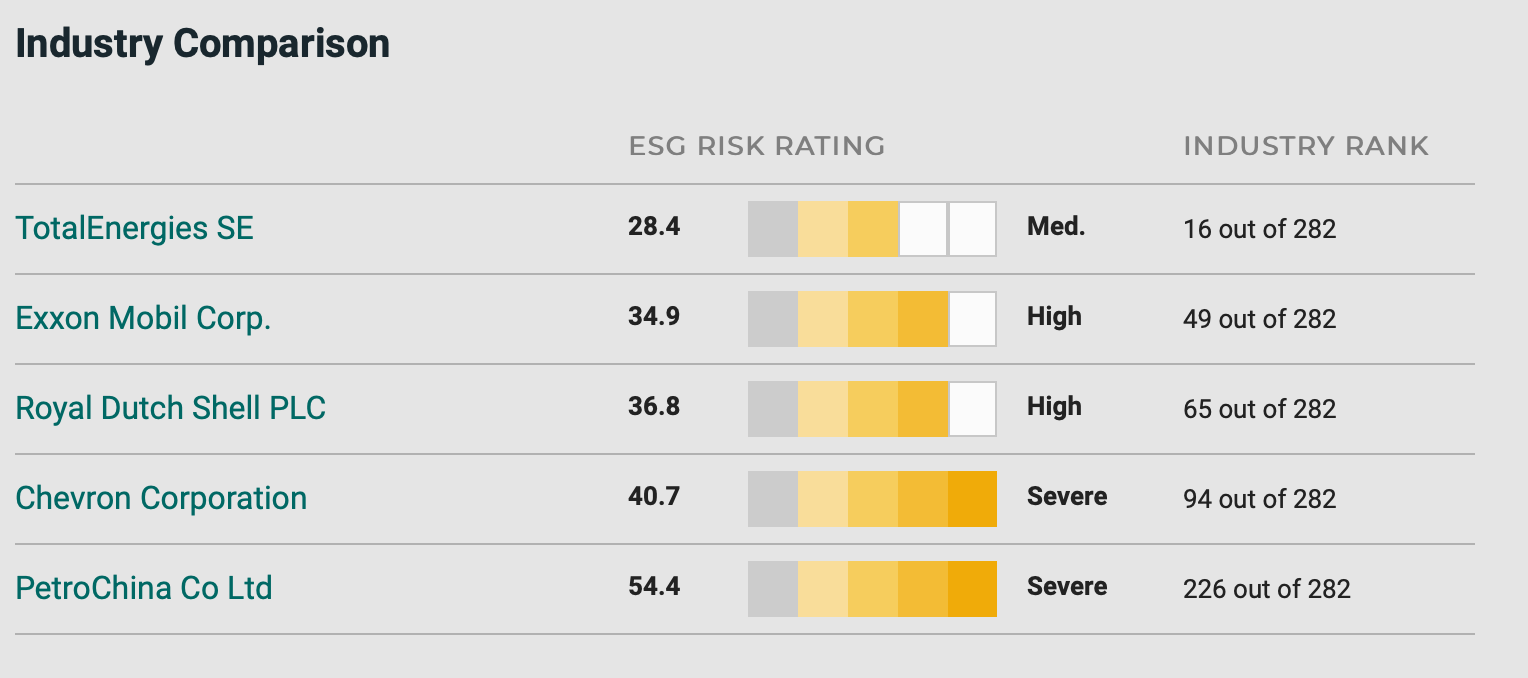 Industry Comparison
ESG RISK RATING INDUSTRY RANK
TotalEnergies SE 28.4 Med. 16 out of 282
Exxon Mobil Corp. 34.9 High 49 out of 282
Royal Dutch Shell PLC 36.8 High 65 out of 282
Chevron Corporation 40.7 Severe 94 out of 282
PetroChina Co Ltd 54.4 Severe 226 out of 282